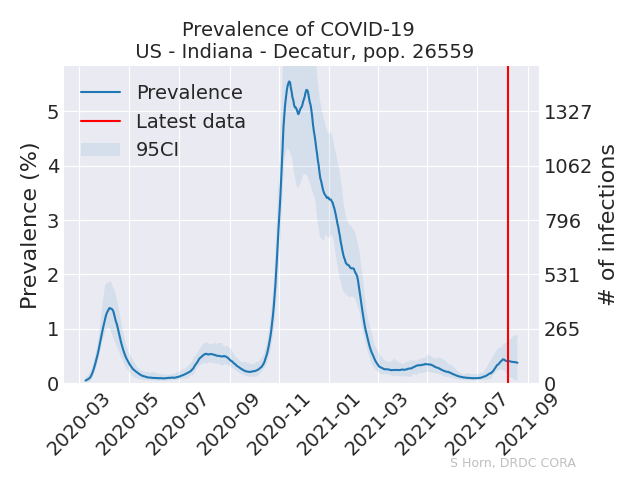 Prevalence of COVID-19
US - Indiana - Decatur, pop. 26559
Prevalence
Latest data
95CI
Prevalence (%)
5
4
3
2
1
0
1327
1062
796
531
265
0
# of infections
2020-03
2020-05
2020-07
2020-09
2020-11
2021-01
2021-03
2021-05
2021-07
2021-09
S Horn, DRDC CORA